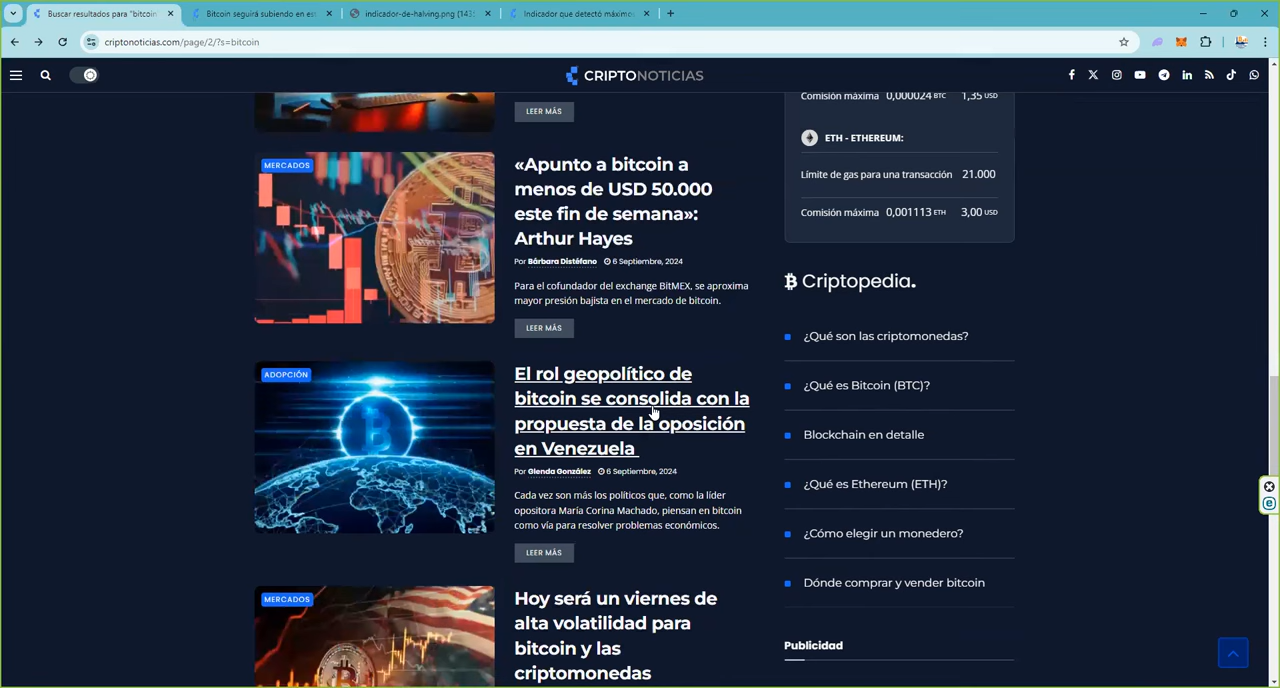 Buscar resultados para "bitcoin
Bitcoin seguirá subiendo en est
indicador-de-halving.png (143
Indicador que detectó máximo
criptonoticias.com/page/2/?s=bitcoin
CRIPTONOTICIAS
LEER MÁS
MERCADOS
«Apunto a bitcoin a
menos de USD 50.000
este fin de semana»:
Arthur Hayes
Por Bárbara Distéfano 6 Septiembre, 2024
Para el cofundador del exchange BitMEX, se aproxima
mayor presión bajista en el mercado de bitcoin.
LEER MÁS
ADOPCIÓN
El rol geopolítico de
bitcoin se consolida con la
propuesta de la oposición
en Venezuela
Por Glenda González 6 Septiembre, 2024
Cada vez son más los políticos que, como la líder
opositora María Corina Machado, piensan en bitcoin
como vía para resolver problemas económicos.
LEER MÁS
MERCADOS
Hoy será un viernes de
alta volatilidad para
bitcoin y las
criptomonedas
Comisión máxima 0,000024 BTC 1,35 USD
ETH - ETHEREUM:
Límite de gas para una transacción 21.000
Comisión máxima 0,001113 ETH 3,00 USD
Criptopedia.
¿Qué son las criptomonedas?
¿Qué es Bitcoin (BTC)?
Blockchain en detalle
¿Qué es Ethereum (ETH)?
¿Cómo elegir un monedero?
Dónde comprar y vender bitcoin
Publicidad